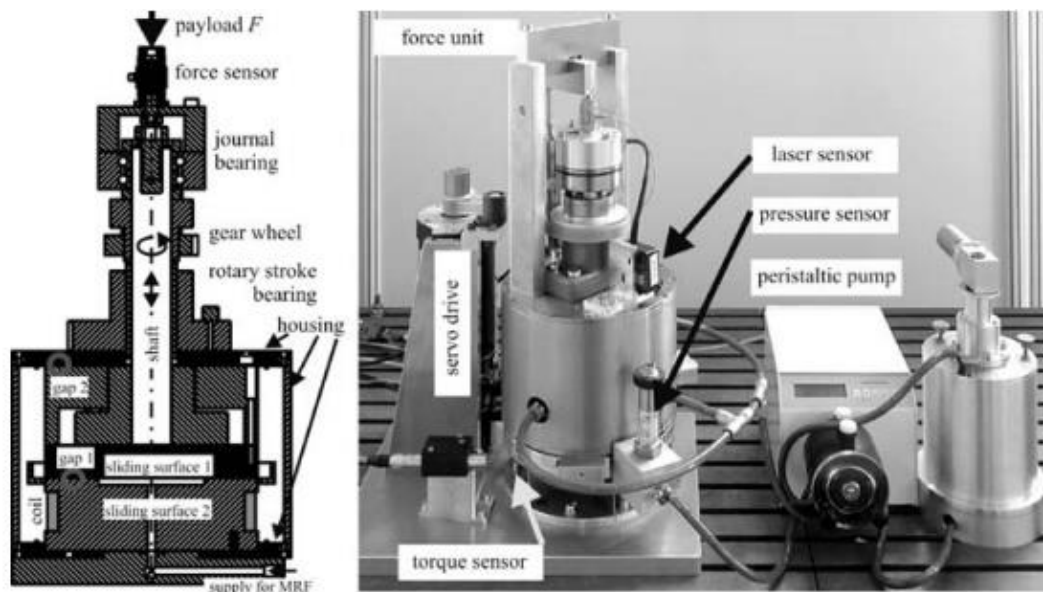 payload F
force sensor
journal
bearing
gear wheel
rotary stroke
bearing
housing
shaft
gap 2
gap 1
sliding surface 1
sliding surface 2
coil
supply for MRF
force unit
laser sensor
pressure sensor
peristaltic pump
servo drive
torque sensor